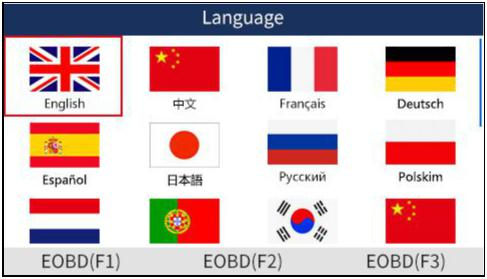 Language
English
中文
Français
Deutsch
Español
日本語
Русский
Polskim
EOBD(F1)
EOBD(F2)
EOBD(F3)